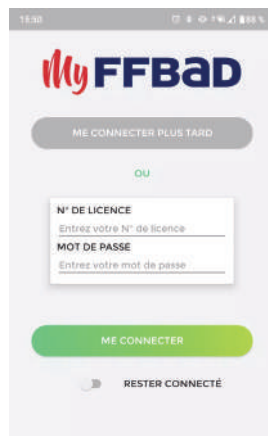 15:50
88 %
MyFFBaD
ME CONNECTER PLUS TARD
OU
N° DE LICENCE
Entrez votre N° de licence
MOT DE PASSE
Entrez votre mot de passe
ME CONNECTER
RESTER CONNECTÉ